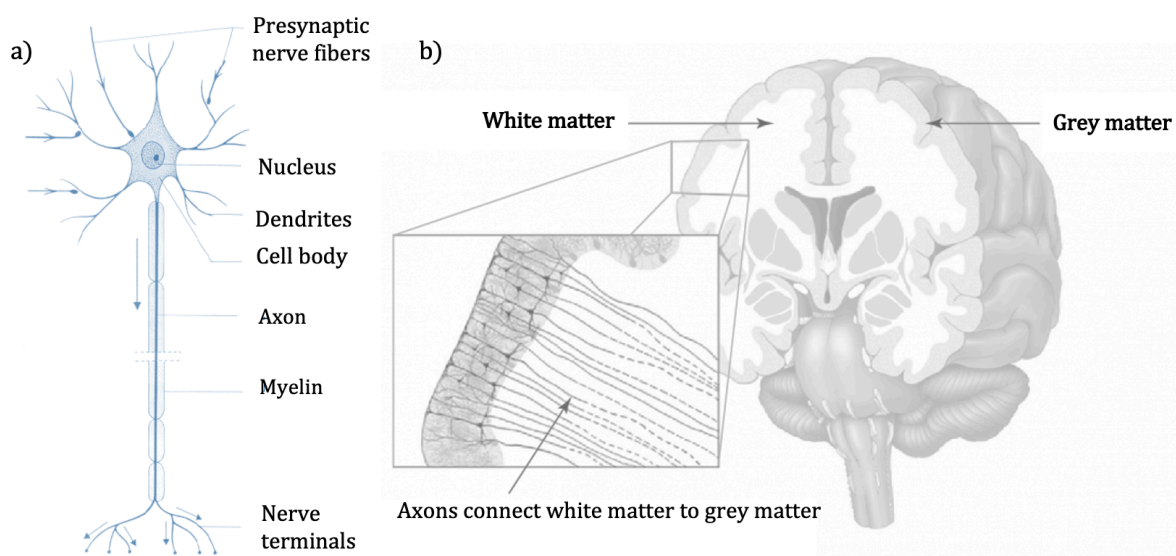 a)
Presynaptic
nerve fibers
Nucleus
Dendrites
Cell body
Axon
Myelin
Nerve
terminals
b)
White matter
Grey matter
Axons connect white matter to grey matter